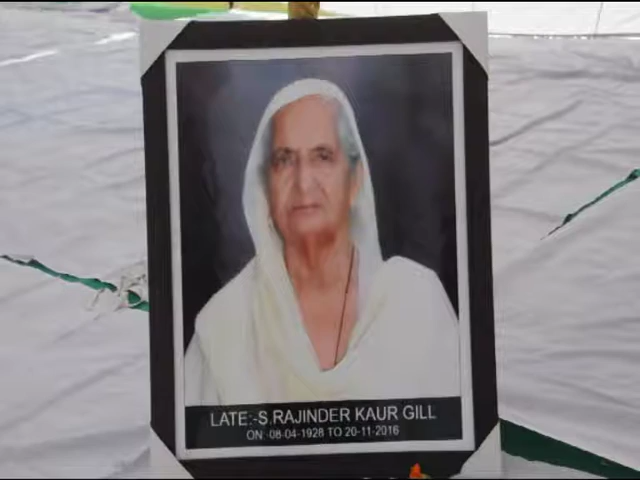 LATE:-S.RAJINDER KAUR GILL
ON :08-04-1928 TO 20-11-2016